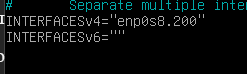 #       Separate multiple inter
INTERFACESv4="enp0s8.200"
INTERFACESv6=""